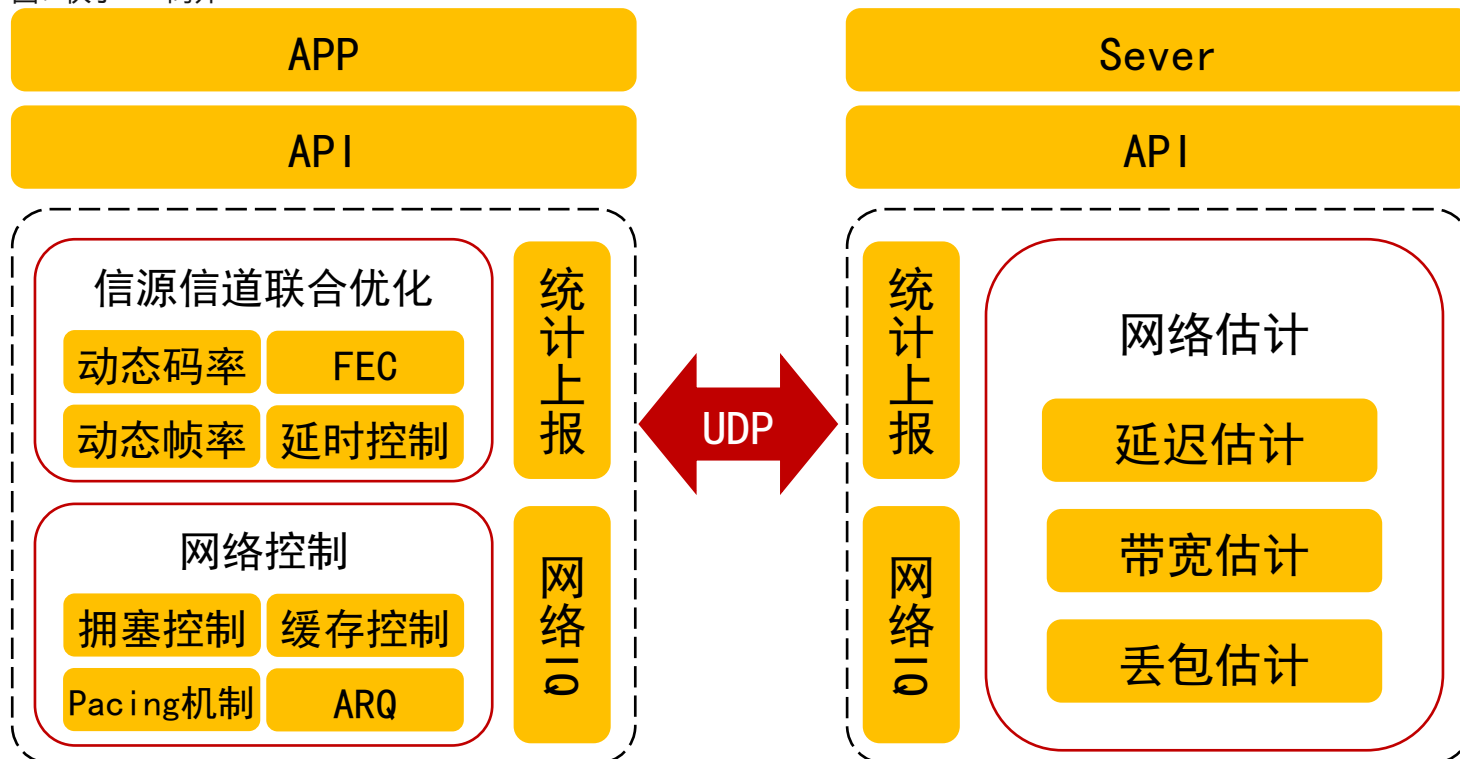 APP
API
信源信道联合优化
动态码率
FEC
动态帧率
延时控制
网络控制
拥塞控制
缓存控制
Pacing机制
ARQ
统计上报
网络IQ
UDP
Sever
API
统计上报
网络IQ
网络估计
延迟估计
带宽估计
丢包估计